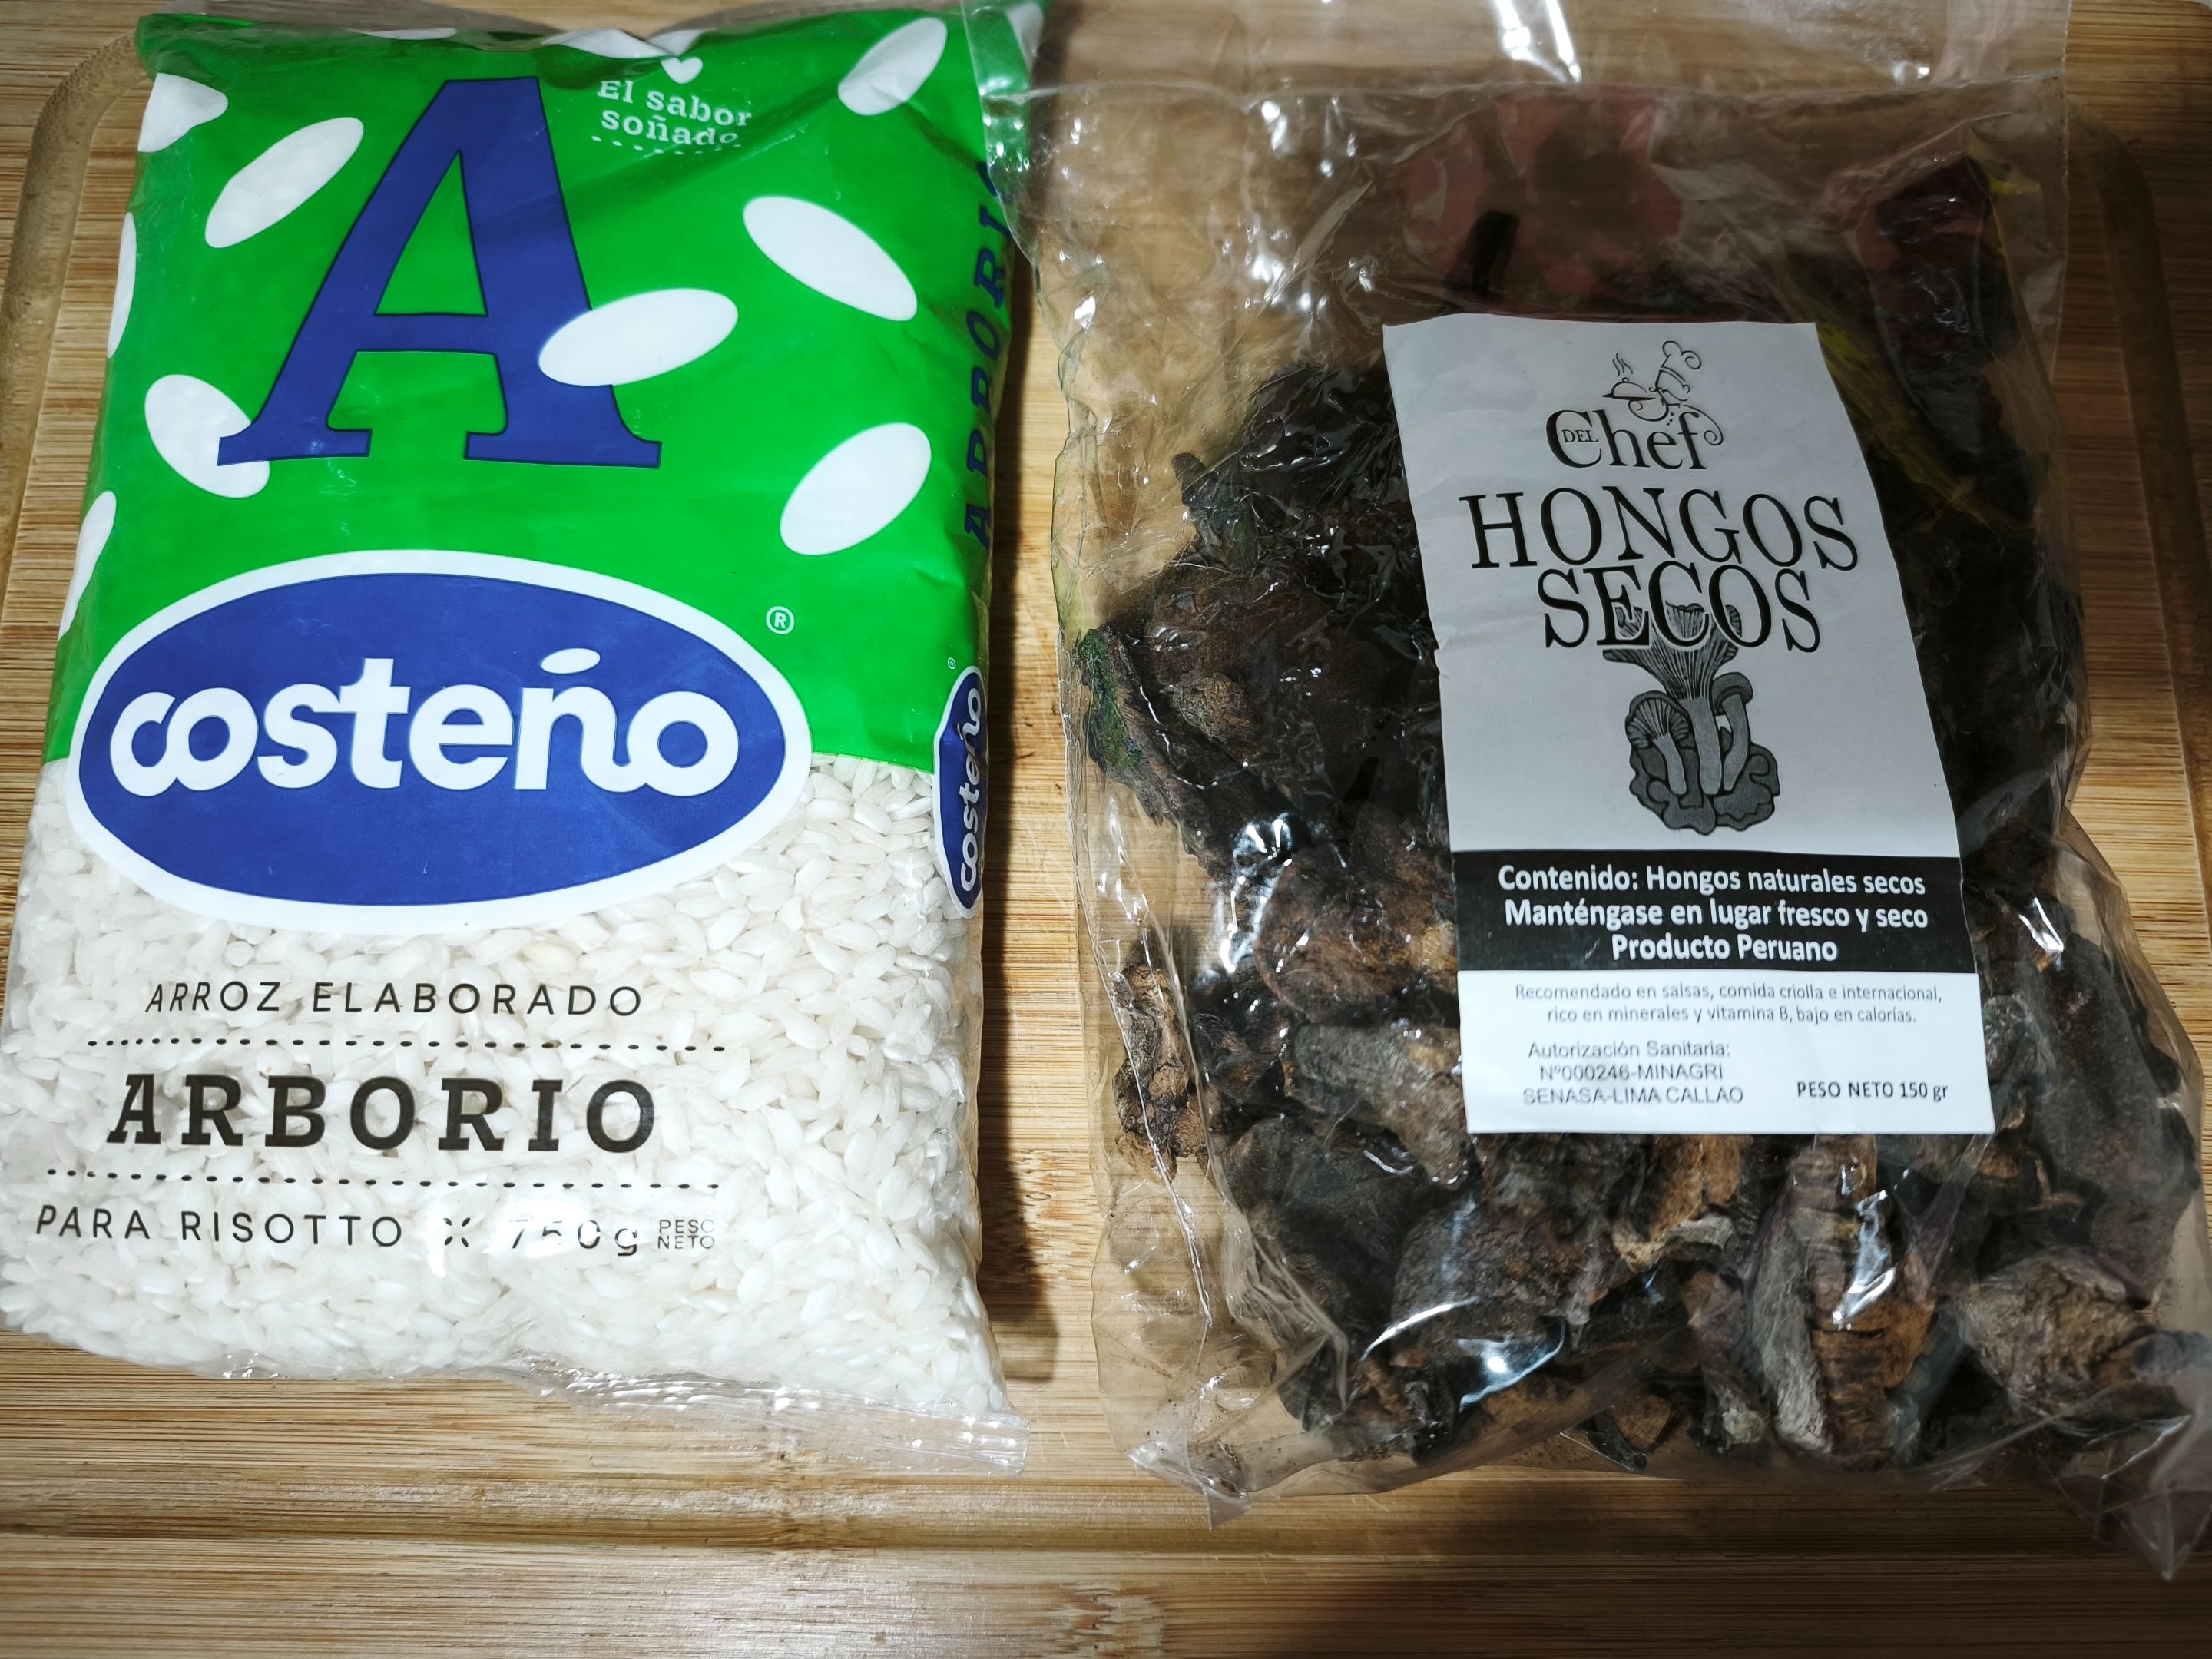 A
El sabor
soñado
ARBORIO
®
costeño
costeño
ARROZ ELABORADO
ARBORIO
PARA RISOTTO X 750g PESO
NETO
DEL Chef
HONGOS
SECOS
Contenido: Hongos naturales secos
Manténgase en lugar fresco y seco
Producto Peruano
Recomendado en salsas, comida criolla e internacional,
rico en minerales y vitamina B, bajo en calorías.
Autorización Sanitaria:
N°000246-MINAGRI
SENASA-LIMA CALLAO
PESO NETO 150 gr